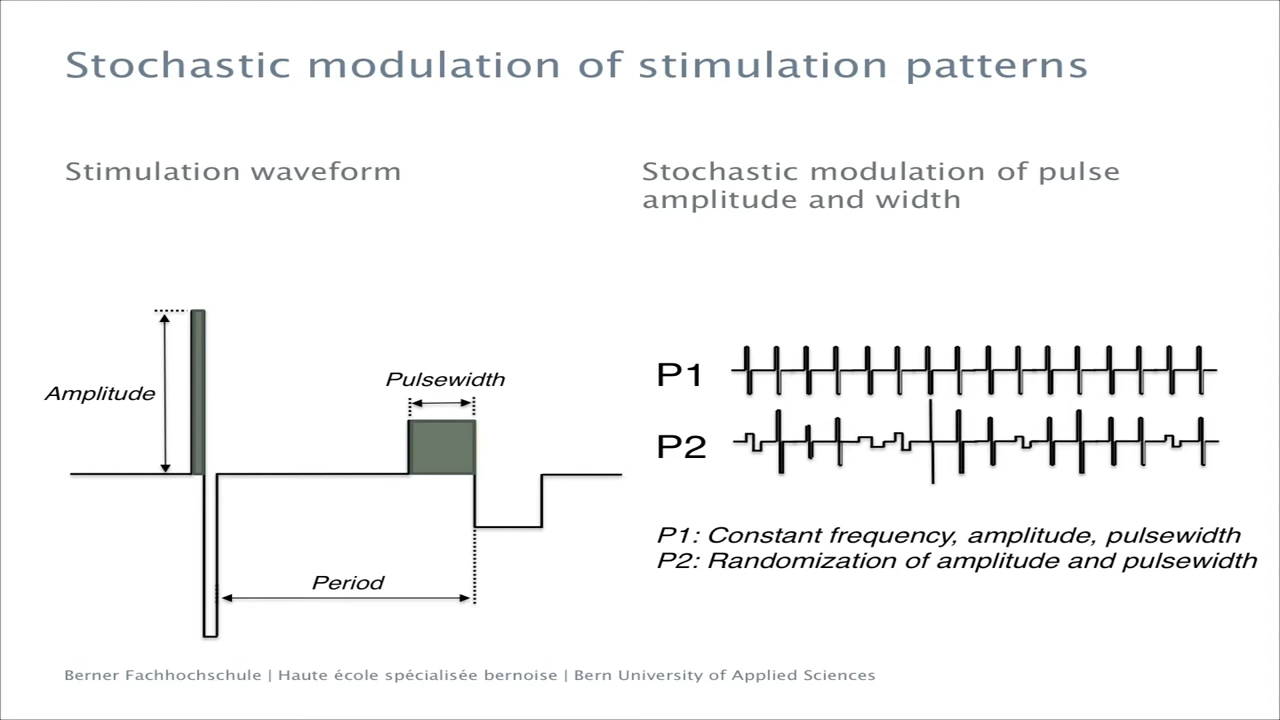 Stochastic modulation of stimulation patterns
Stimulation waveform
Stochastic modulation of pulse
amplitude and width
Amplitude
Pulsewidth
Period
P1
P2
P1: Constant frequency, amplitude, pulsewidth
P2: Randomization of amplitude and pulsewidth
Berner Fachhochschule | Haute école spécialisée bernoise | Bern University of Applied Sciences